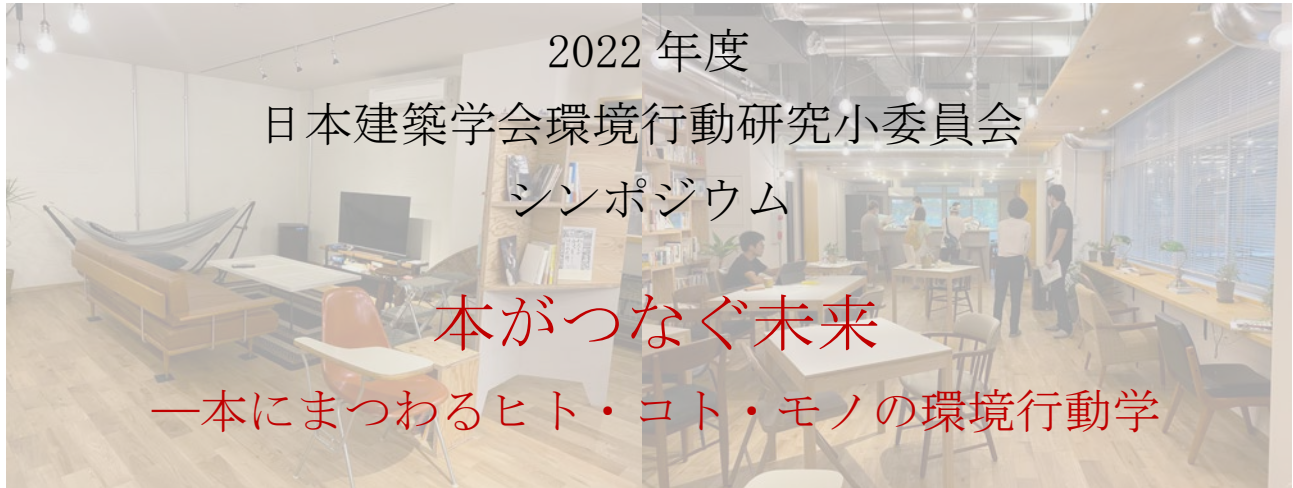 2022 年度
日本建築学会環境行動研究小委員会
シンポジウム
本がつなぐ未来
―本にまつわるヒト・コト・モノの環境行動学